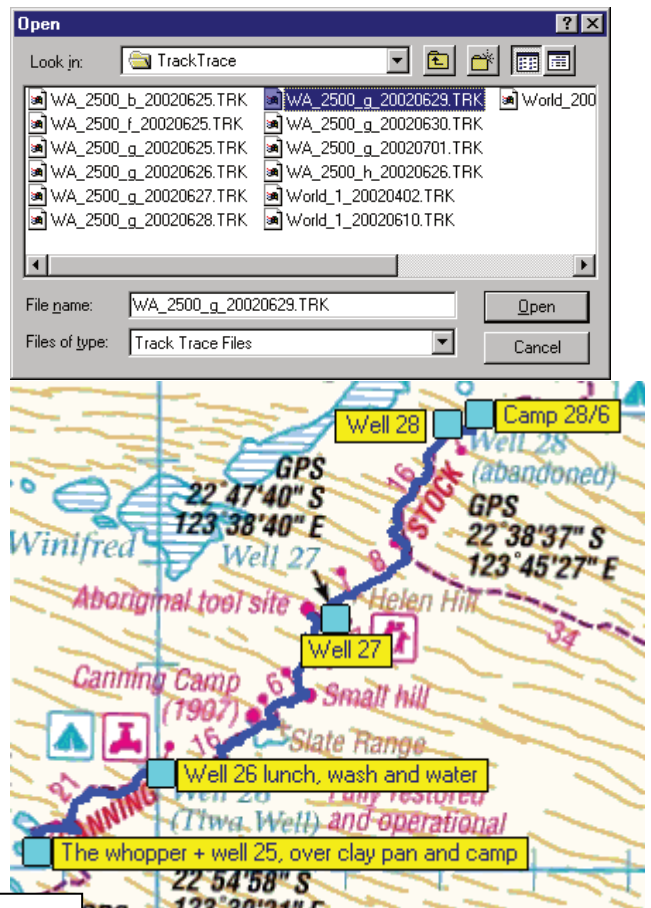 Open
Look in: TrackTrace
WA_2500_b_20020625.TRK
WA_2500_f_20020625.TRK
WA_2500_g_20020625.TRK
WA_2500_g_20020626.TRK
WA_2500_g_20020627.TRK
WA_2500_g_20020628.TRK
WA_2500_g_20020629.TRK
WA_2500_g_20020630.TRK
WA_2500_g_20020701.TRK
WA_2500_h_20020626.TRK
World_1_20020402.TRK
World_1_20020610.TRK
World_200
File name: WA_2500_g_20020629.TRK Open
Files of type: Track Trace Files Cancel
Well 28 Camp 28/6
Well 28
(abandoned)
GPS
22°38'37" S
123°45'27" E
16
STOCK
GPS
22°47'40" S
123°38'40" E
Winifred
Well 27
8
7
Aboriginal tool site
Helen Hill
34
Well 27
Canning Camp
(1907)
6
Small hill
16
Slate Range
Well 26 lunch, wash and water
21
(Tiwa Well) and operational
The whopper + well 25, over clay pan and camp
22°54'58" S